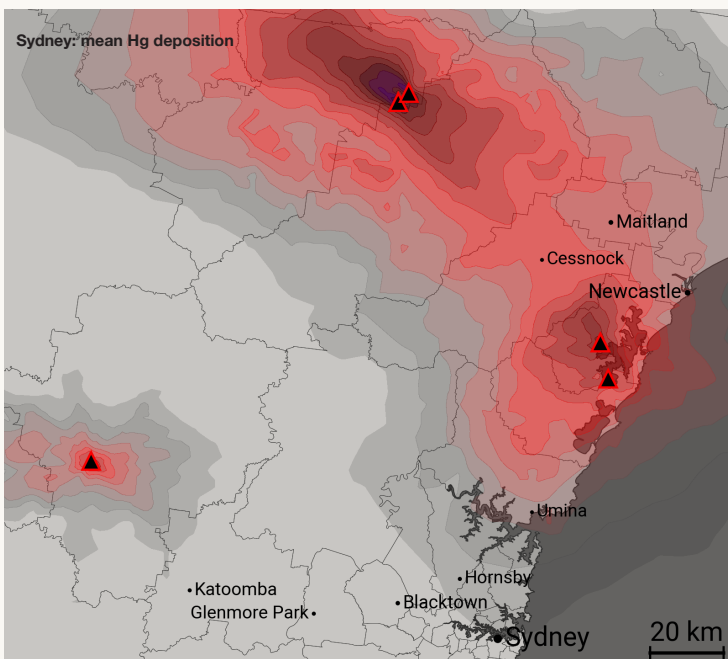 Sydney: mean Hg deposition
Maitland
Cessnock
Newcastle
Umina
Hornsby
Katoomba
Blacktown
Glenmore Park
Sydney
20 km